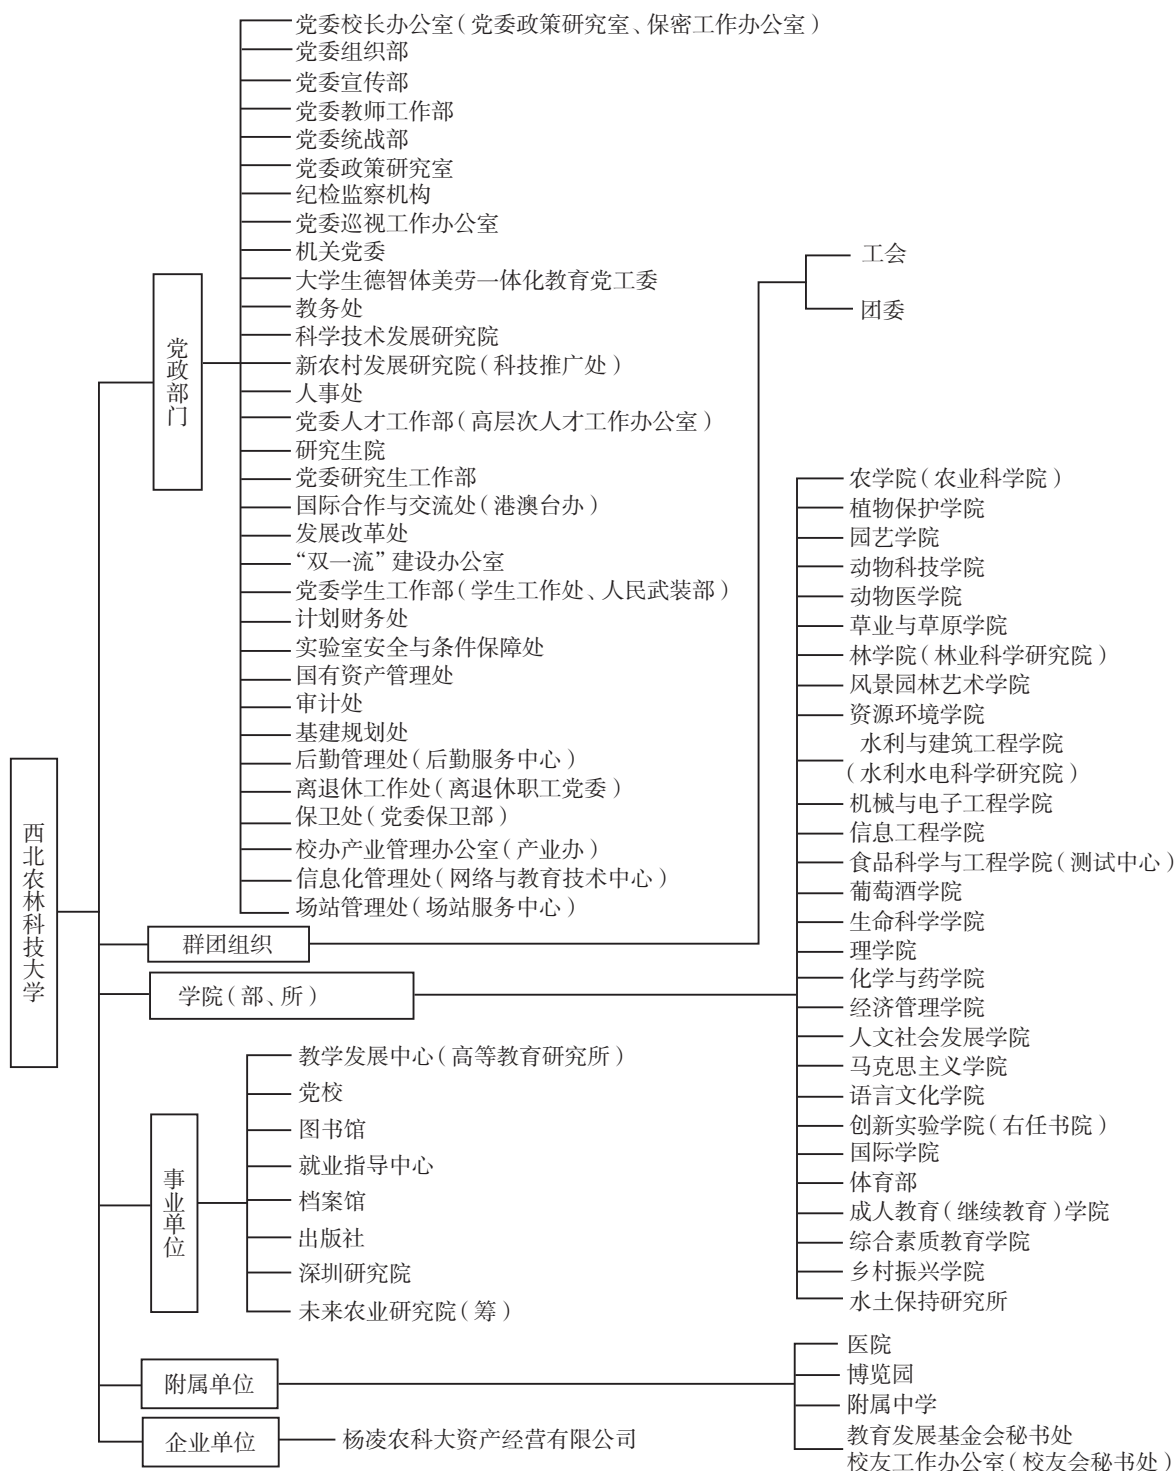 西北农林科技大学
党政部门
党委校长办公室(党委政策研究室、保密工作办公室)
党委组织部
党委宣传部
党委教师工作部
党委统战部
党委政策研究室
纪检监察机构
党委巡视工作办公室
机关党委
大学生德智体美劳一体化教育党工委
教务处
科学技术发展研究院
新农村发展研究院(科技推广处)
人事处
党委人才工作部(高层次人才工作办公室)
研究生院
党委研究生工作部
国际合作与交流处(港澳台办)
发展改革处
“双一流”建设办公室
党委学生工作部(学生工作处、人民武装部)
计划财务处
实验室安全与条件保障处
国有资产管理处
审计处
基建规划处
后勤管理处(后勤服务中心)
离退休工作处(离退休职工党委)
保卫处(党委保卫部)
校办产业管理办公室(产业办)
信息化管理处(网络与教育技术中心)
场站管理处(场站服务中心)
群团组织
工会
团委
学院(部、所)
农学院(农业科学院)
植物保护学院
园艺学院
动物科技学院
动物医学院
草业与草原学院
林学院(林业科学研究院)
风景园林艺术学院
资源环境学院
水利与建筑工程学院
(水利水电科学研究院)
机械与电子工程学院
信息工程学院
食品科学与工程学院(测试中心)
葡萄酒学院
生命科学学院
理学院
化学与药学院
经济管理学院
人文社会发展学院
马克思主义学院
语言文化学院
创新实验学院(右任书院)
国际学院
体育部
成人教育(继续教育)学院
综合素质教育学院
乡村振兴学院
水土保持研究所
事业单位
教学发展中心(高等教育研究所)
党校
图书馆
就业指导中心
档案馆
出版社
深圳研究院
未来农业研究院(筹)
附属单位
医院
博览园
附属中学
教育发展基金会秘书处
校友工作办公室(校友会秘书处)
企业单位
杨凌农科大资产经营有限公司